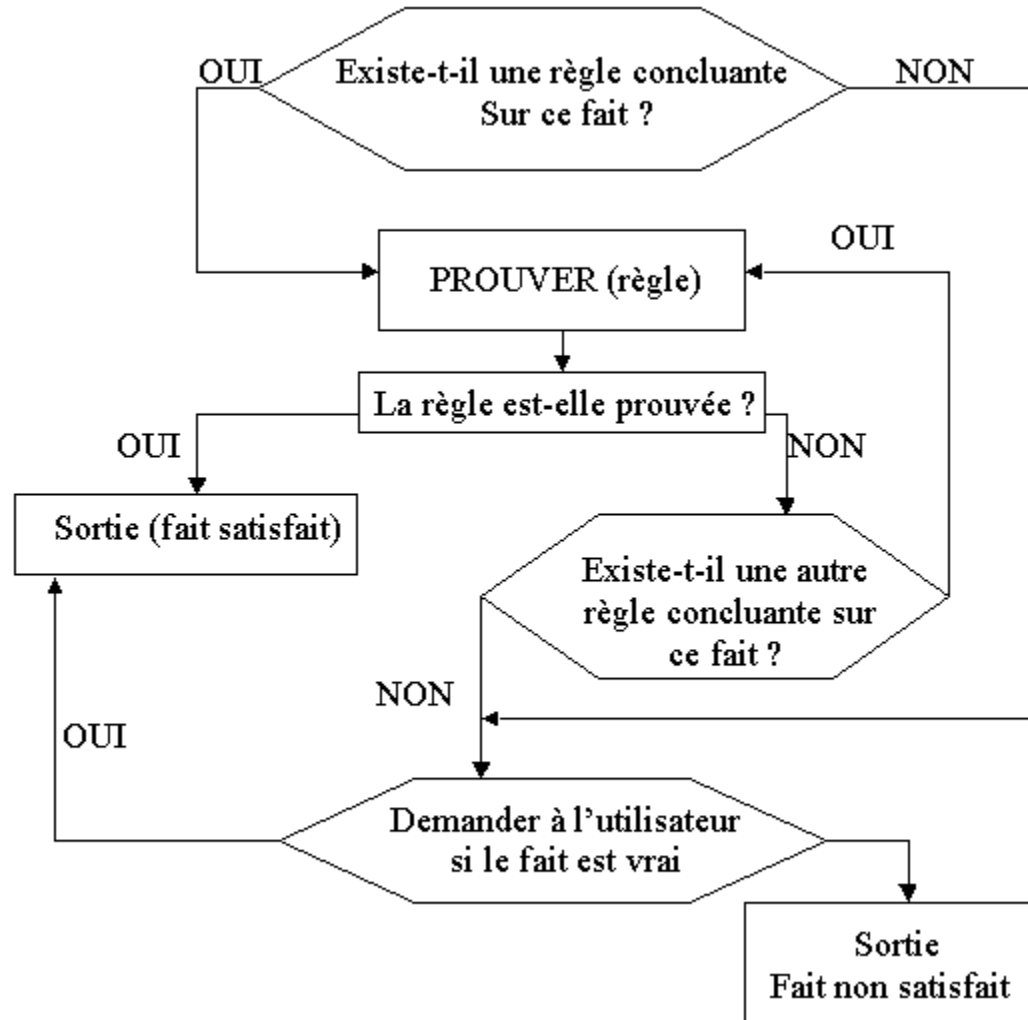 OUI
Existe-t-il une règle concluante
Sur ce fait ?
NON
OUI
PROUVER (règle)
La règle est-elle prouvée ?
OUI
NON
Sortie (fait satisfait)
Existe-t-il une autre
règle concluante sur
ce fait ?
NON
OUI
Demander à l’utilisateur
si le fait est vrai
Sortie
Fait non satisfait